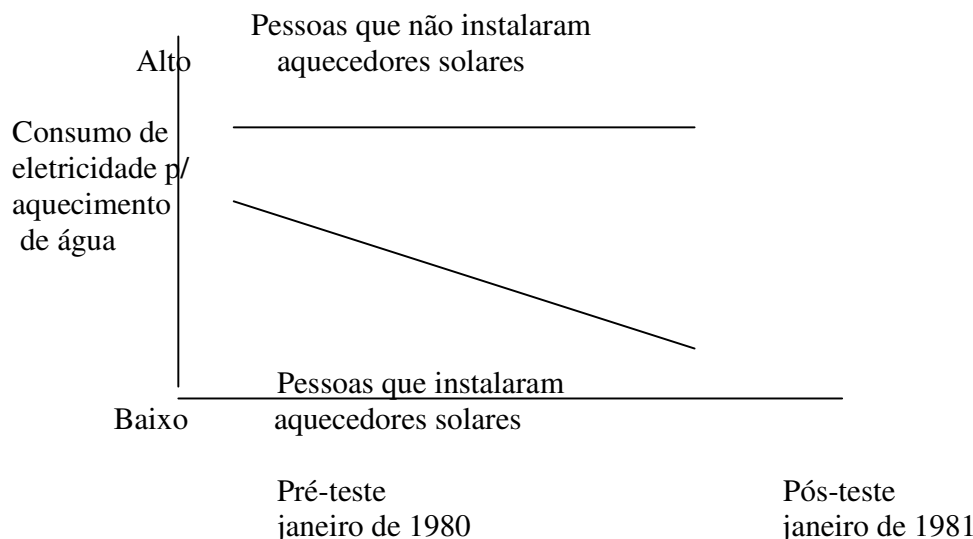 Pessoas que não instalaram
aquecedores solares
Alto
Consumo de
eletricidade p/
aquecimento
de água
Pessoas que instalaram
aquecedores solares
Baixo
Pré-teste
janeiro de 1980
Pós-teste
janeiro de 1981